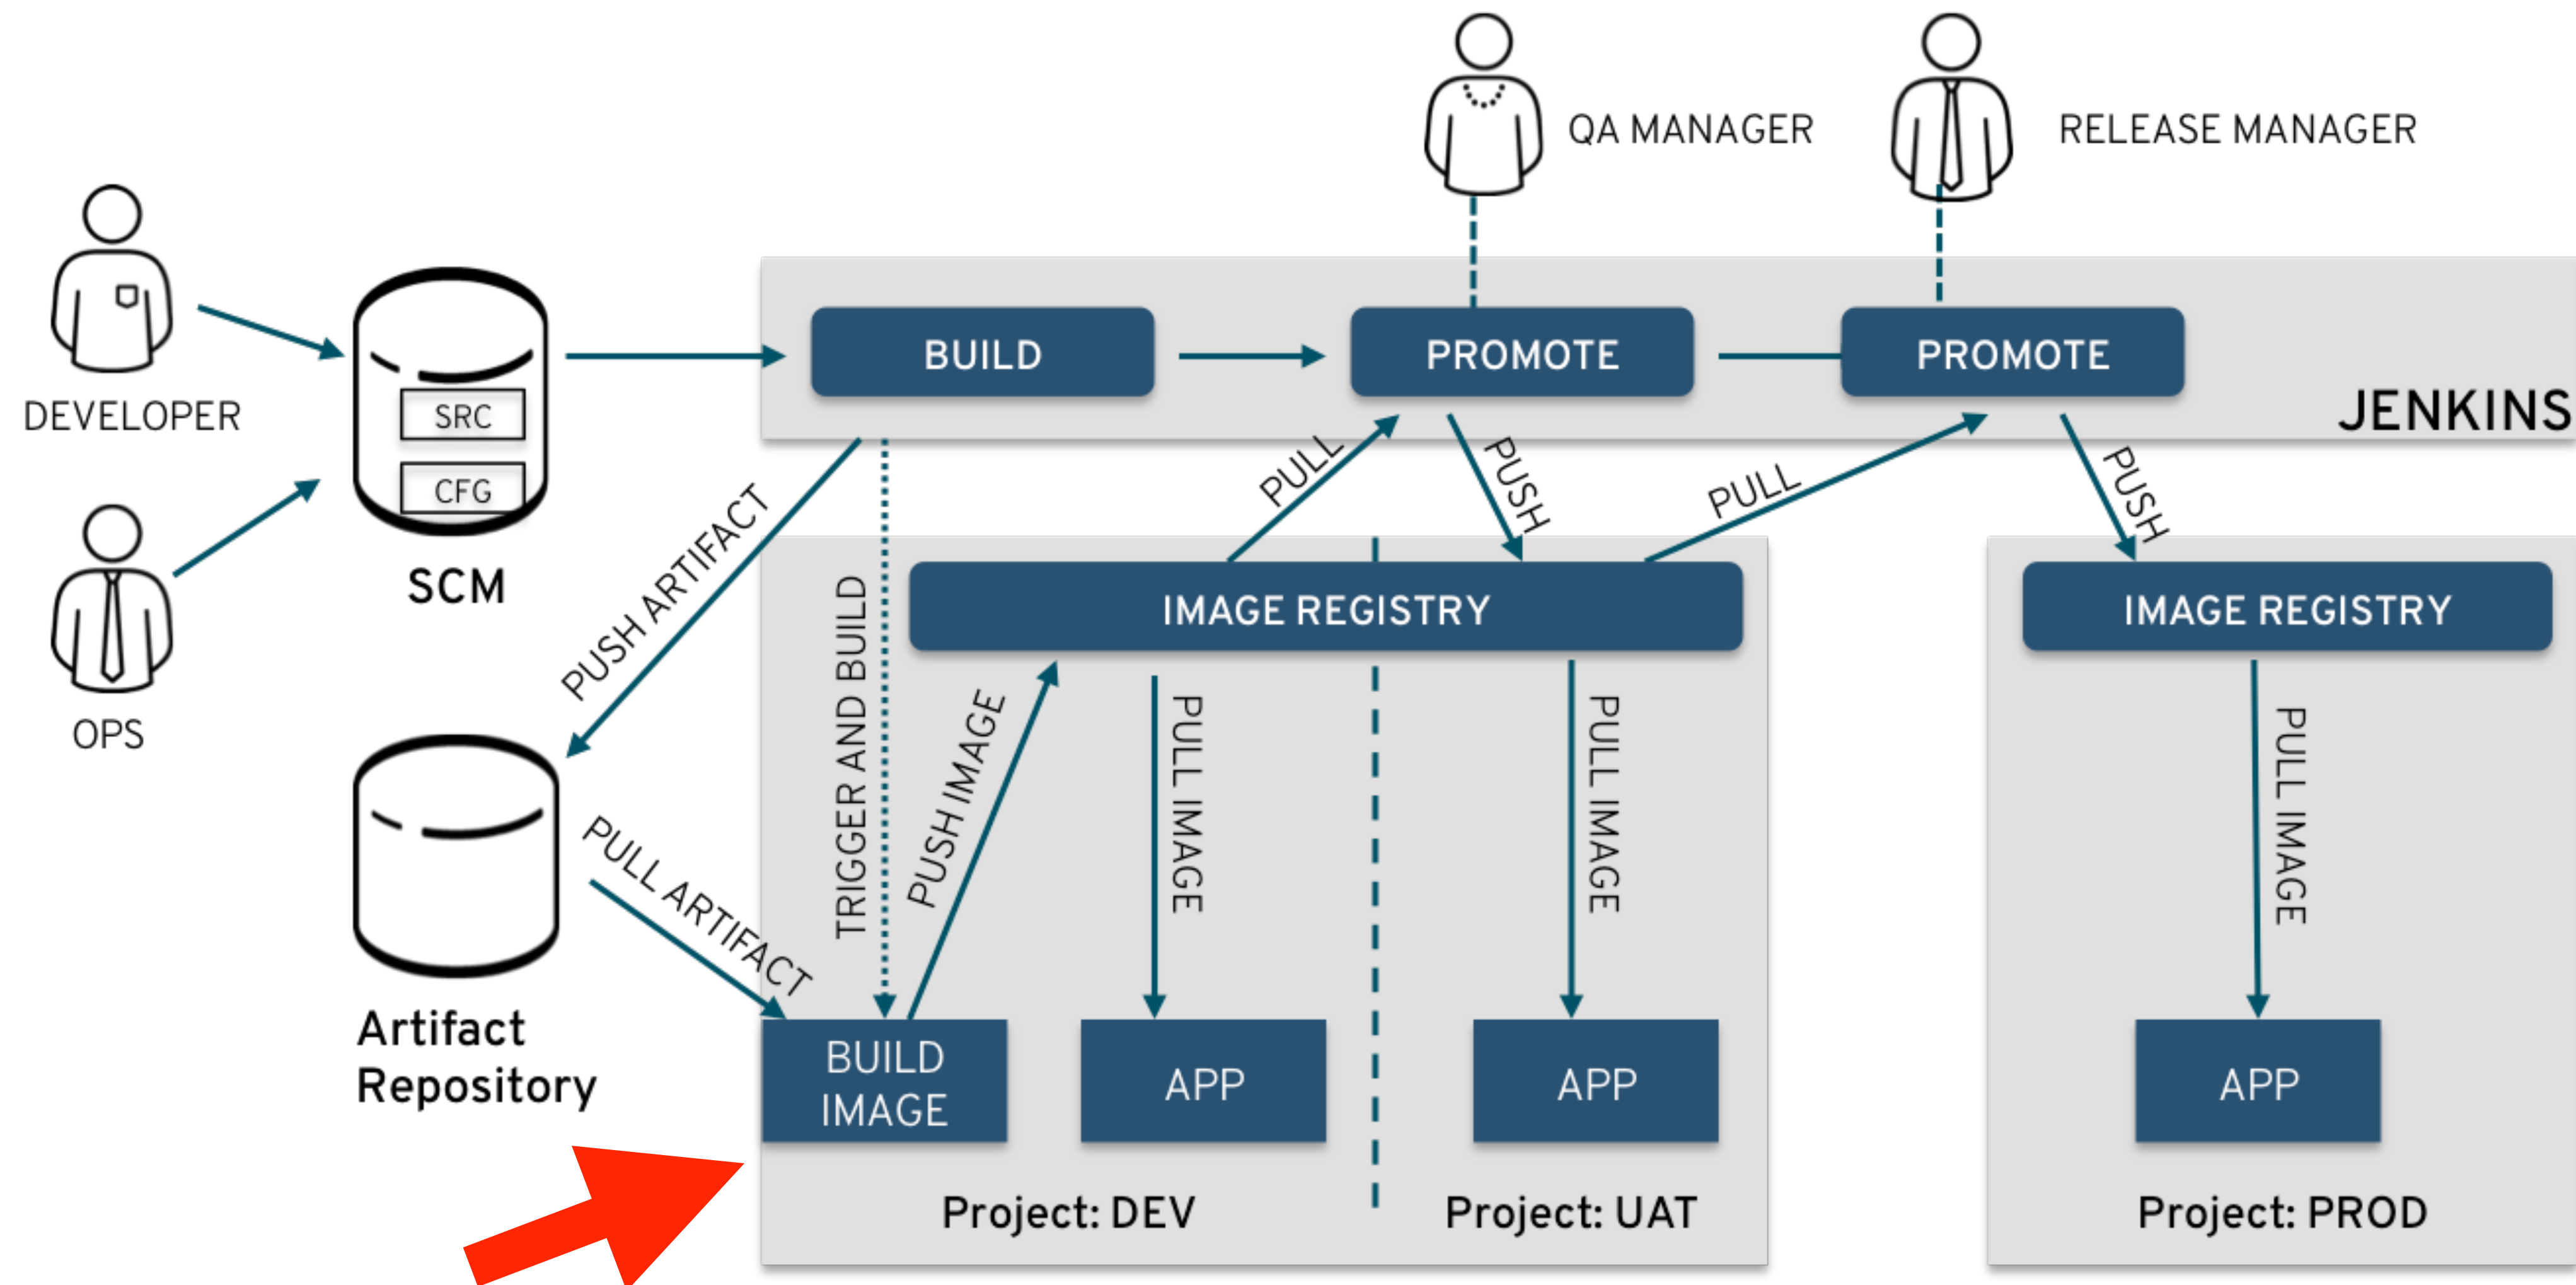 QA MANAGER
RELEASE MANAGER
DEVELOPER
OPS
SRC
CFG
SCM
BUILD
PROMOTE
PROMOTE
JENKINS
PUSH ARTIFACT
TRIGGER AND BUILD
PULL
PUSH
PULL
PUSH
IMAGE REGISTRY
IMAGE REGISTRY
PULL ARTIFACT
PUSH IMAGE
PULL IMAGE
PULL IMAGE
PULL IMAGE
Artifact
Repository
BUILD
IMAGE
APP
APP
APP
Project: DEV
Project: UAT
Project: PROD